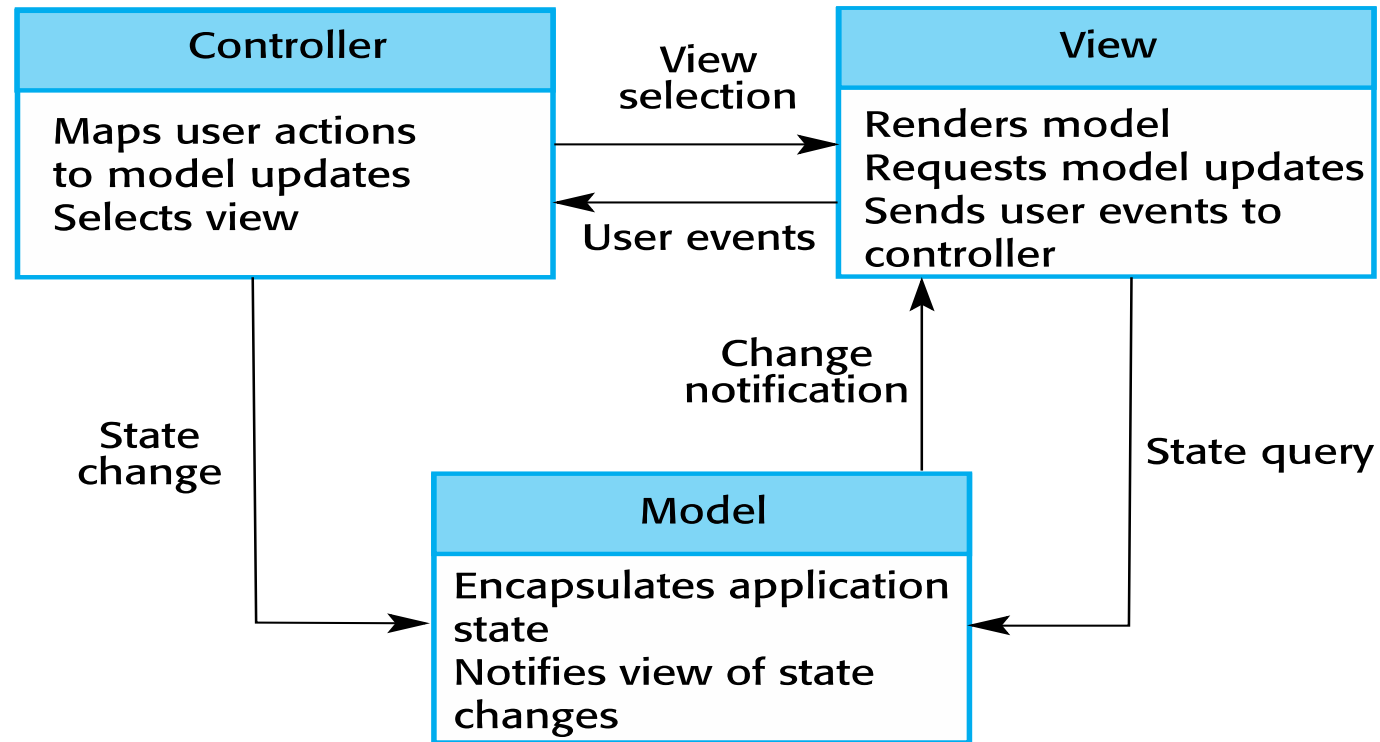 Controller
Maps user actions
to model updates
Selects view
View
selection
User events
View
Renders model
Requests model updates
Sends user events to
controller
State
change
Change
notification
State query
Model
Encapsulates application
state
Notifies view of state
changes